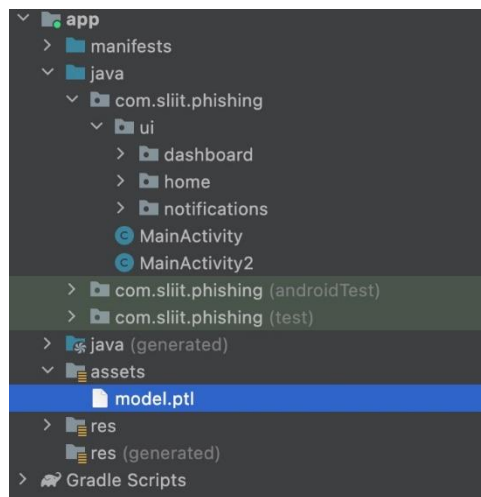 app
manifests
java
com.sliit.phishing
ui
dashboard
home
notifications
MainActivity
MainActivity2
com.sliit.phishing (androidTest)
com.sliit.phishing (test)
java (generated)
assets
model.ptl
res
res (generated)
Gradle Scripts